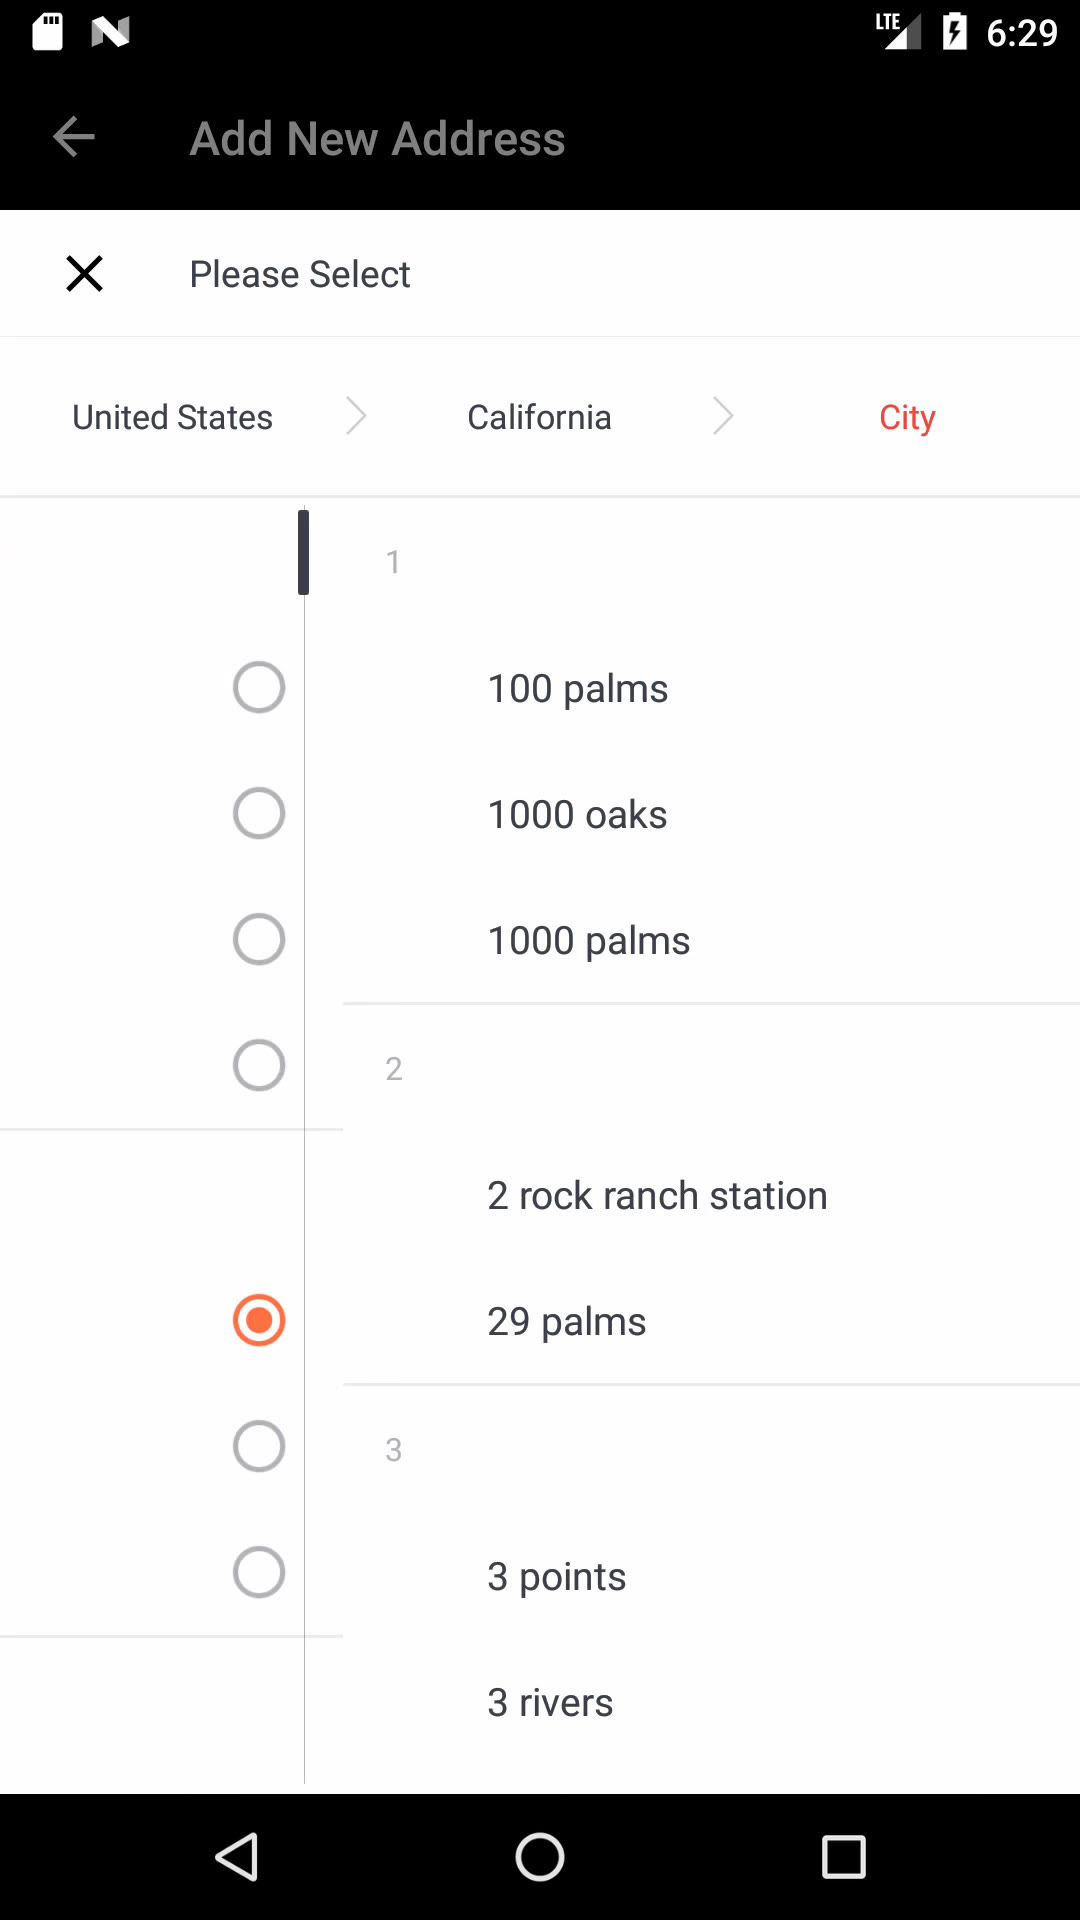 LTE 6:29
Add New Address
Please Select
United States California City
1
100 palms
1000 oaks
1000 palms
2
2 rock ranch station
29 palms
3
3 points
3 rivers